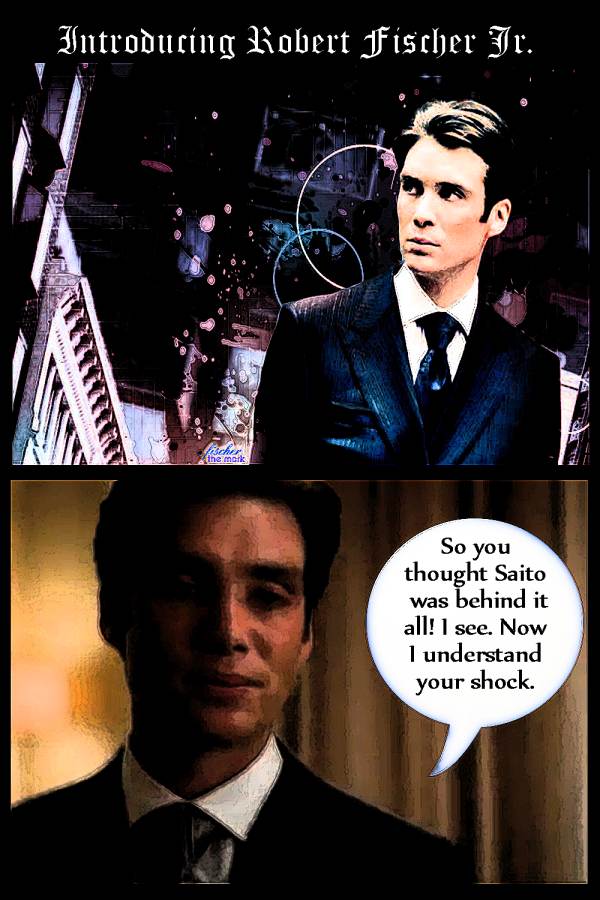 Introducing Robert Fischer Jr.
fischer
the mark
So you
thought Saito
was behind it
all! I see. Now
I understand
your shock.